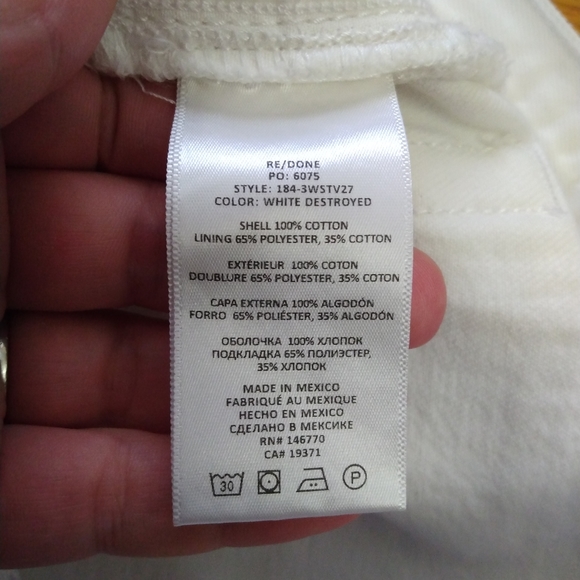 RE/DONE
PO: 6075
STYLE: 184-3WSTV27
COLOR: WHITE DESTROYED
SHELL 100% COTTON
LINING 65% POLYESTER, 35% COTTON
EXTÉRIEUR 100% COTON
DOUBLURE 65% POLYESTER, 35% COTON
CAPA EXTERNA 100% ALGODÓN
FORRO 65% POLIÉSTER, 35% ALGODÓN
ОБОЛОЧКА 100% ХЛОПОК
ПОДКЛАДКА 65% ПОЛИЭСТЕР,
35% ХЛОПОК
MADE IN MEXICO
FABRIQUÉ AU MEXIQUE
HECHO EN MEXICO
СДЕЛАНО В МЕКСИКЕ
RN# 146770
CA# 19371
30 P